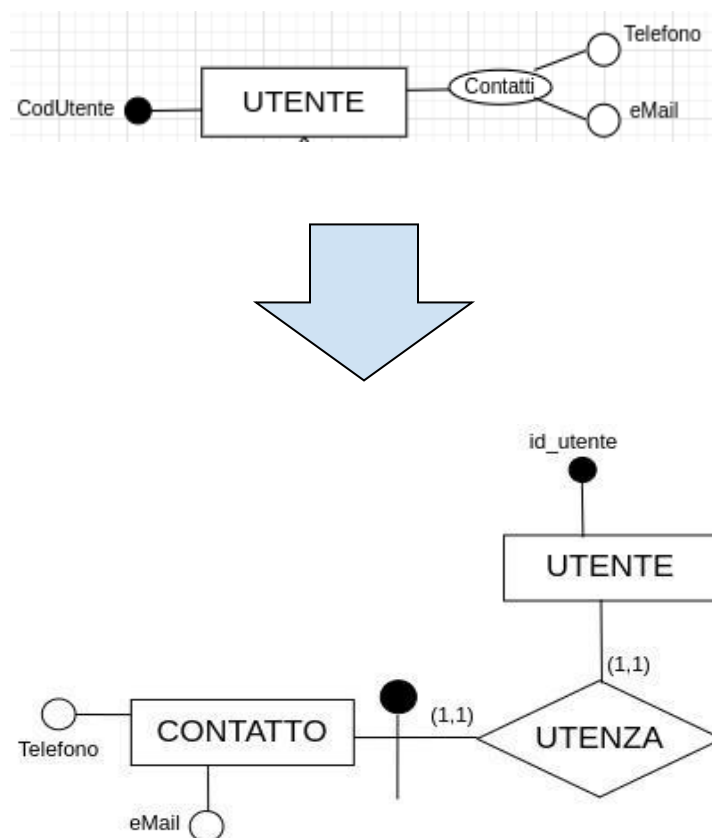 Telefono
Contatti
CodUtente
UTENTE
eMail
id_utente
UTENTE
(1,1)
(1,1)
CONTATTO
UTENZA
Telefono
eMail